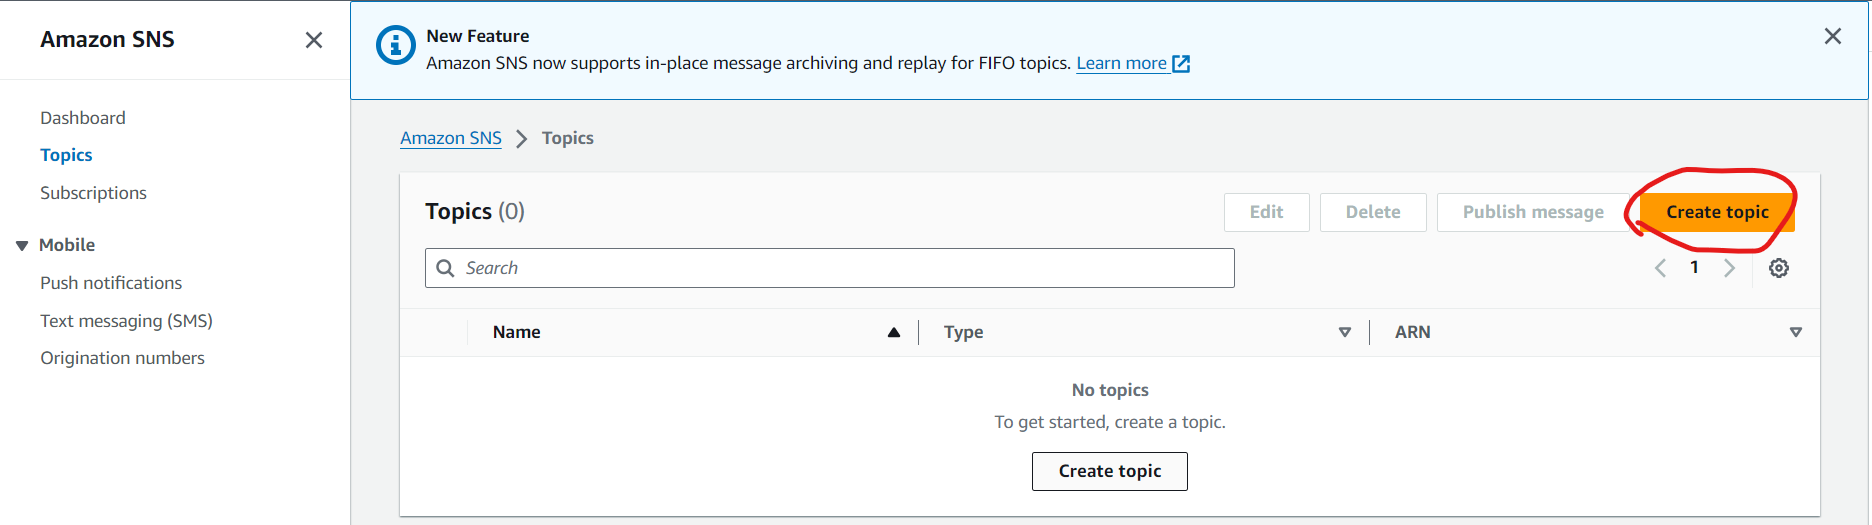 Amazon SNS
New Feature
Amazon SNS now supports in-place message archiving and replay for FIFO topics. Learn more
Dashboard
Topics
Subscriptions
Mobile
Push notifications
Text messaging (SMS)
Origination numbers
Amazon SNS > Topics
Topics (0)
Edit
Delete
Publish message
Create topic
Search
1
Name
Type
ARN
No topics
To get started, create a topic.
Create topic